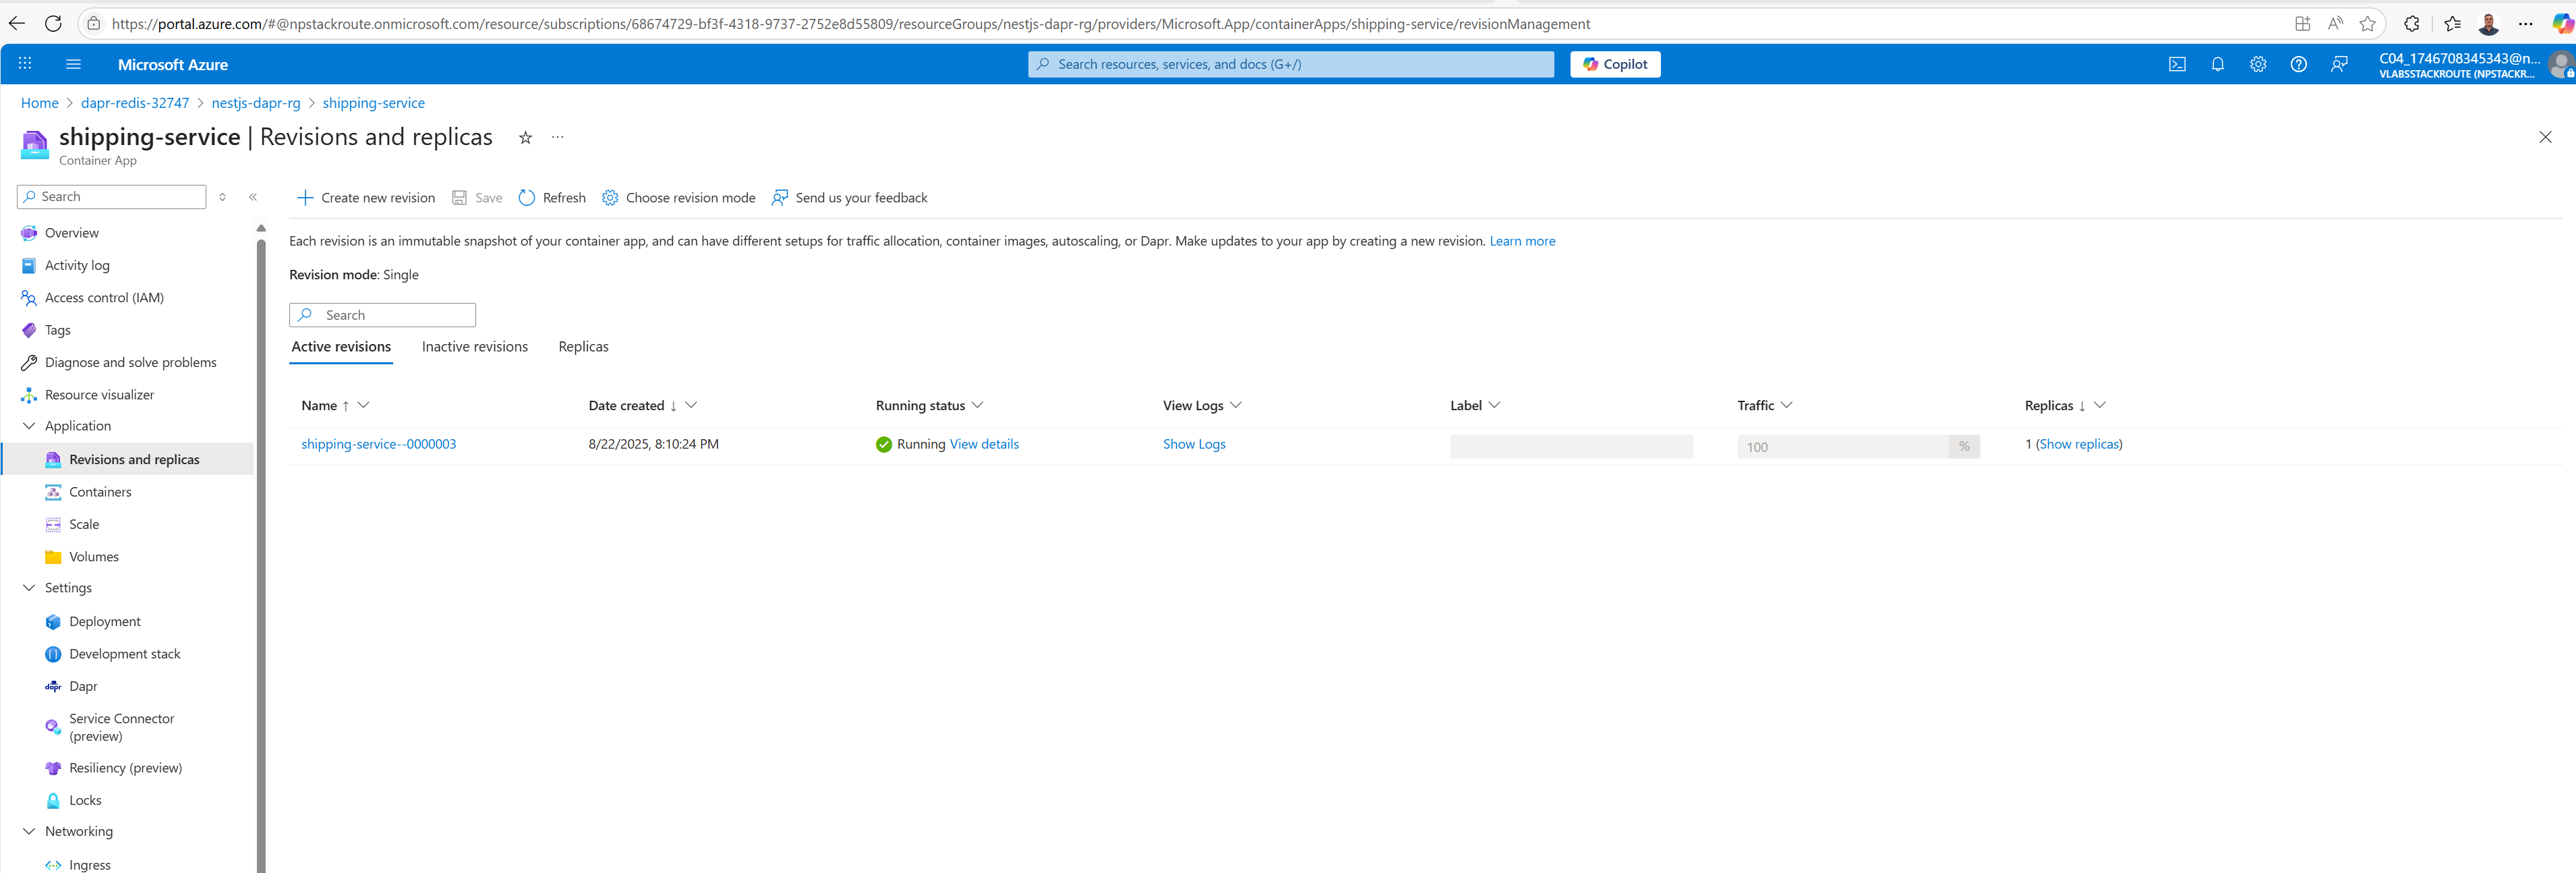 https://portal.azure.com/#@npstackroute.onmicrosoft.com/resource/subscriptions/68674729-bf3f-4318-9737-2752e8d55809/resourceGroups/nestjs-dapr-rg/providers/Microsoft.App/containerApps/shipping-service/revisionManagement
Microsoft Azure
Search resources, services, and docs (G+/)
Copilot
C04_1746708345343@n...
VLABSSTACKROUTE (NPSTACKR...
Home > dapr-redis-32747 > nestjs-dapr-rg > shipping-service
shipping-service | Revisions and replicas
Container App
Search
Overview
Activity log
Access control (IAM)
Tags
Diagnose and solve problems
Resource visualizer
Application
Revisions and replicas
Containers
Scale
Volumes
Settings
Deployment
Development stack
dapr Dapr
Service Connector
(preview)
Resiliency (preview)
Locks
Networking
Ingress
Create new revision Save Refresh Choose revision mode Send us your feedback
Each revision is an immutable snapshot of your container app, and can have different setups for traffic allocation, container images, autoscaling, or Dapr. Make updates to your app by creating a new revision. Learn more
Revision mode: Single
Search
Active revisions Inactive revisions Replicas
Name ↑ Date created ↓ Running status View Logs Label Traffic Replicas ↓
shipping-service--0000003 8/22/2025, 8:10:24 PM Running View details Show Logs 100 % 1 (Show replicas)